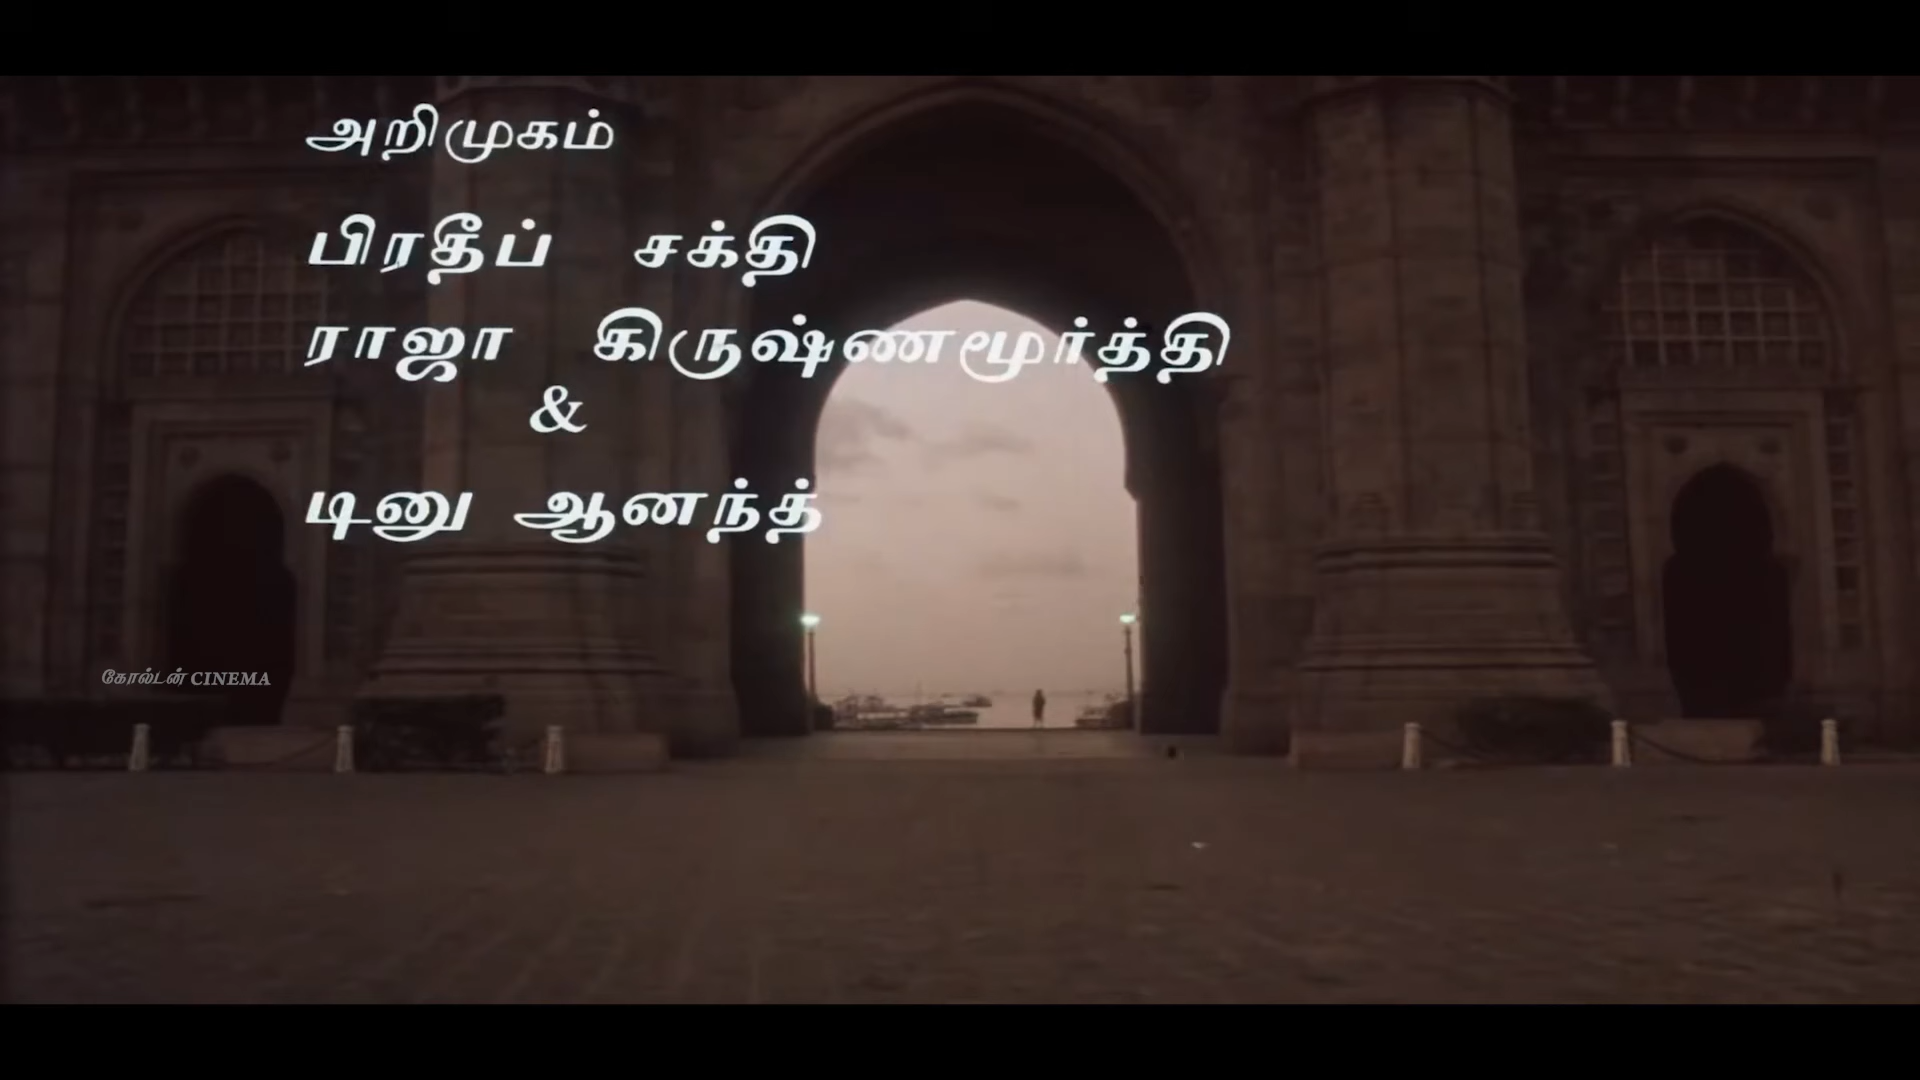 அறிமுகம்
பிரதீப் சக்தி
ராஜா கிருஷ்ணமூர்த்தி
&
டினு ஆனந்த்
கோல்டன் CINEMA